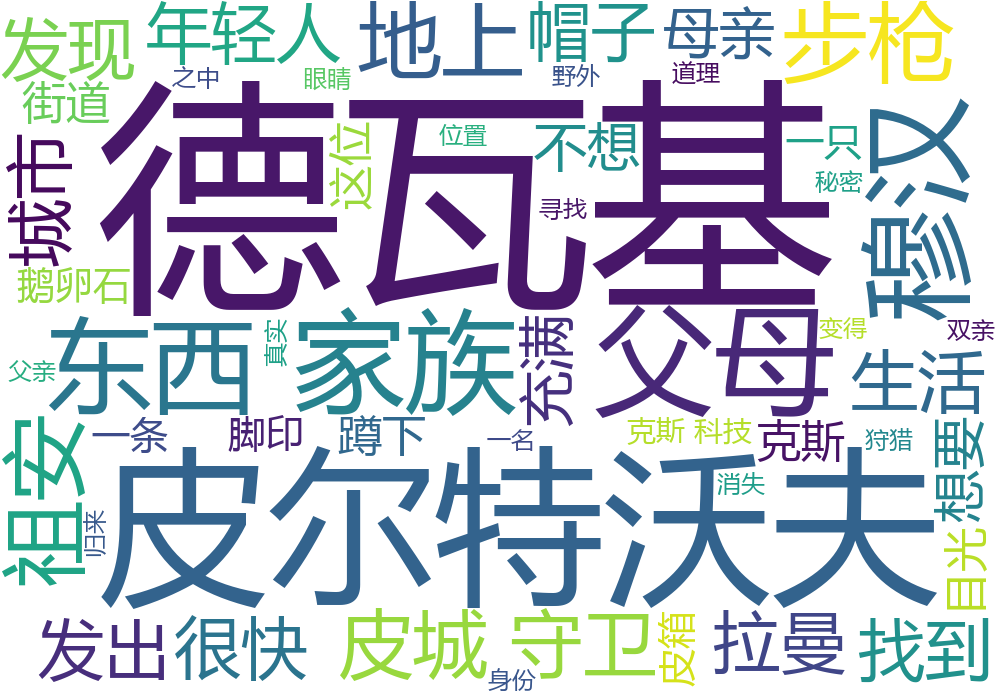 发现
年轻人
地上
帽子
母亲
步枪
之中
眼睛
野外
道理
街道
德瓦基
这位
位置
不想
一只
秘密
穆汉
城市
寻找
鹅卵石
父母
东西
真实
家族
充满
变得
双亲
父亲
生活
祖安
一条
脚印
蹲下
一名
克斯 科技
克斯
狩猎
想要
归来
皮尔特沃夫
消失
目光
发出
很快
皮城 守卫
身份
皮箱
拉曼
找到